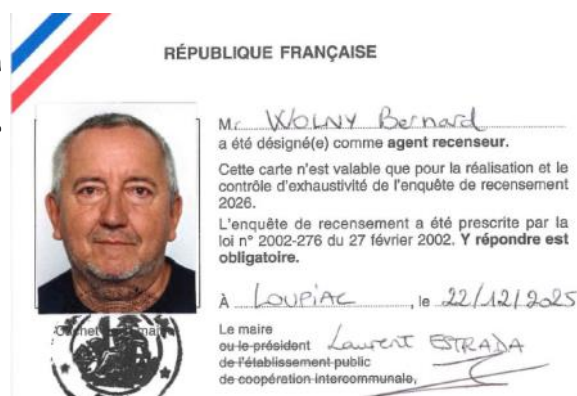 RÉPUBLIQUE FRANÇAISE
Mr WOLNY Bernard
a été désigné(e) comme agent recenseur.
Cette carte n'est valable que pour la réalisation et le
contrôle d'exhaustivité de l'enquête de recensement
2026.
L'enquête de recensement a été prescrite par la
loi n° 2002-276 du 27 février 2002. Y répondre est
obligatoire.
À LOUPIAC, le 22/12/2025
Le maire
ou le président Laurent ESTRADA
de l'établissement public
de coopération intercommunale,
Cachet